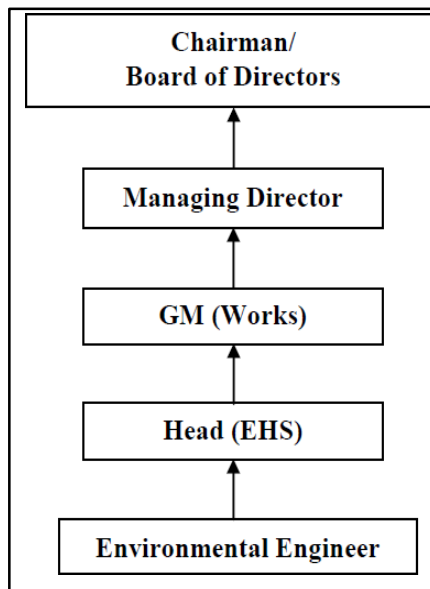 Chairman/
Board of Directors
Managing Director
GM (Works)
Head (EHS)
Environmental Engineer